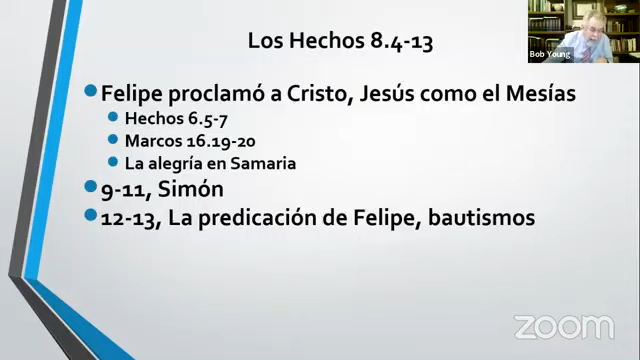 Los Hechos 8.4-13
Bob Young
Felipe proclamó a Cristo, Jesús como el Mesías
Hechos 6.5-7
Marcos 16.19-20
La alegría en Samaria
9-11, Simón
12-13, La predicación de Felipe, bautismos
zoom